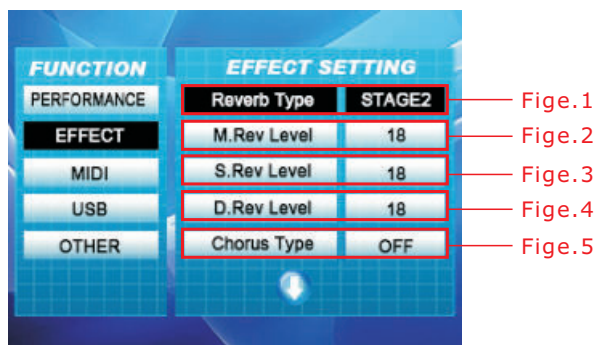 FUNCTION
PERFORMANCE
EFFECT
MIDI
USB
OTHER
EFFECT SETTING
Reverb Type STAGE2
M.Rev Level 18
S.Rev Level 18
D.Rev Level 18
Chorus Type OFF
Fige.1
Fige.2
Fige.3
Fige.4
Fige.5